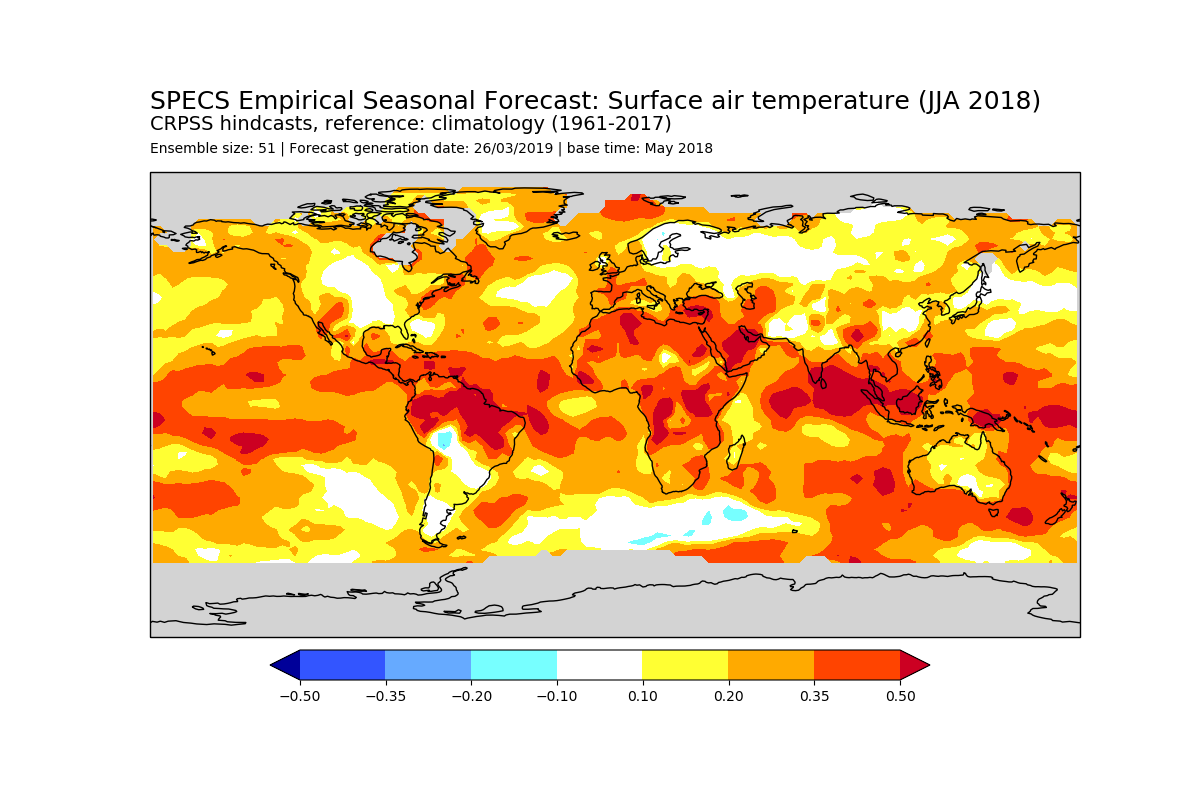 SPECS Empirical Seasonal Forecast: Surface air temperature (JJA 2018)
CRPSS hindcasts, reference: climatology (1961-2017)
Ensemble size: 51 | Forecast generation date: 26/03/2019 | base time: May 2018
−0.50 −0.35 −0.20 −0.10 0.10 0.20 0.35 0.50